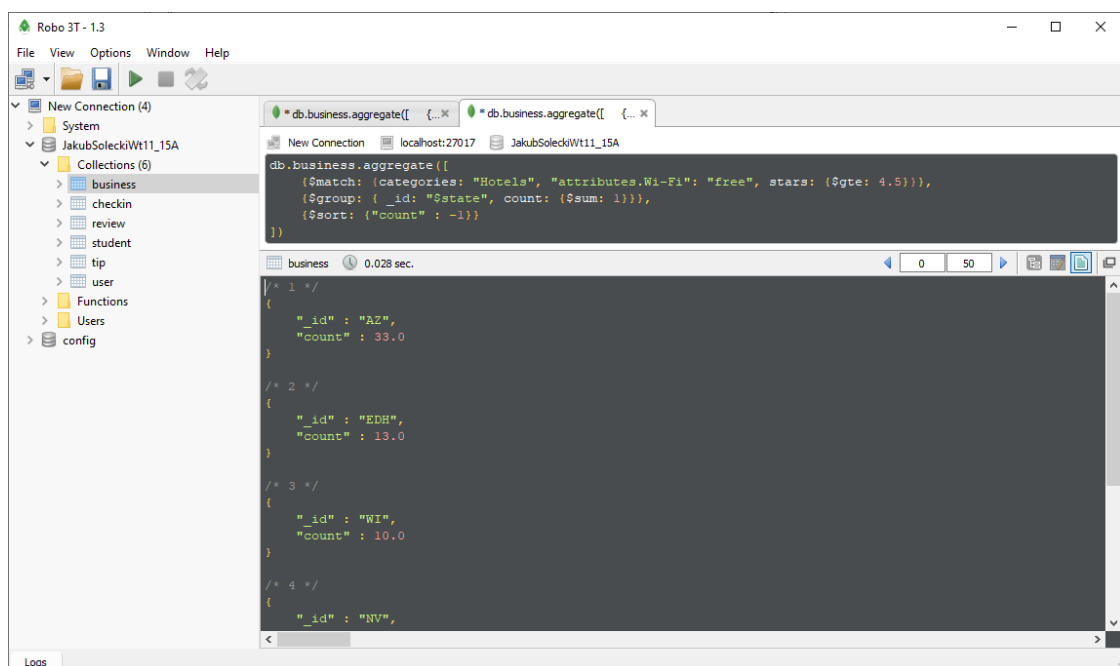 Robo 3T - 1.3
File View Options Window Help
New Connection (4)
System
JakubSoleckiWt11_15A
Collections (6)
business
checkin
review
student
tip
user
Functions
Users
config
* db.business.aggregate([ {... * db.business.aggregate([ {...
New Connection localhost:27017 JakubSoleckiWt11_15A
db.business.aggregate([
{$match: {categories: "Hotels", "attributes.Wi-Fi": "free", stars: {$gte: 4.5}}},
{$group: { _id: "$state", count: {$sum: 1}}},
{$sort: {"count" : -1}}
])
business 0.028 sec. 0 50
/* 1 */
{
"_id" : "AZ",
"count" : 33.0
}
/* 2 */
{
"_id" : "EDH",
"count" : 13.0
}
/* 3 */
{
"_id" : "WI",
"count" : 10.0
}
/* 4 */
{
"_id" : "NV",
Logs